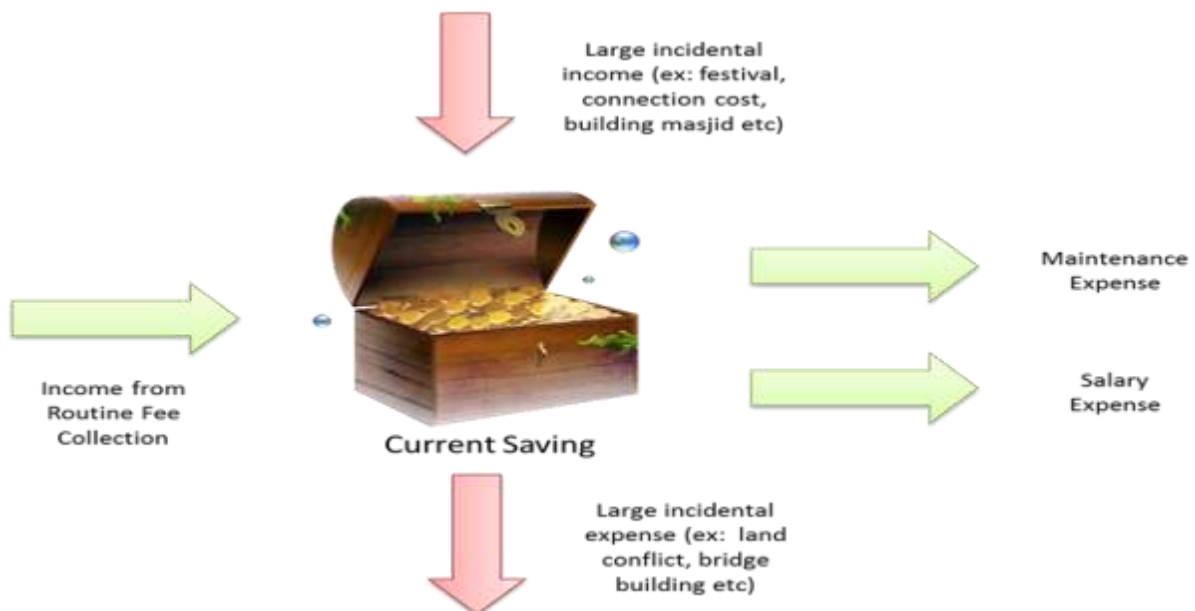 Large incidental
income (ex: festival,
connection cost,
building masjid etc)
Income from
Routine Fee
Collection
Current Saving
Maintenance
Expense
Salary
Expense
Large incidental
expense (ex: land
conflict, bridge
building etc)